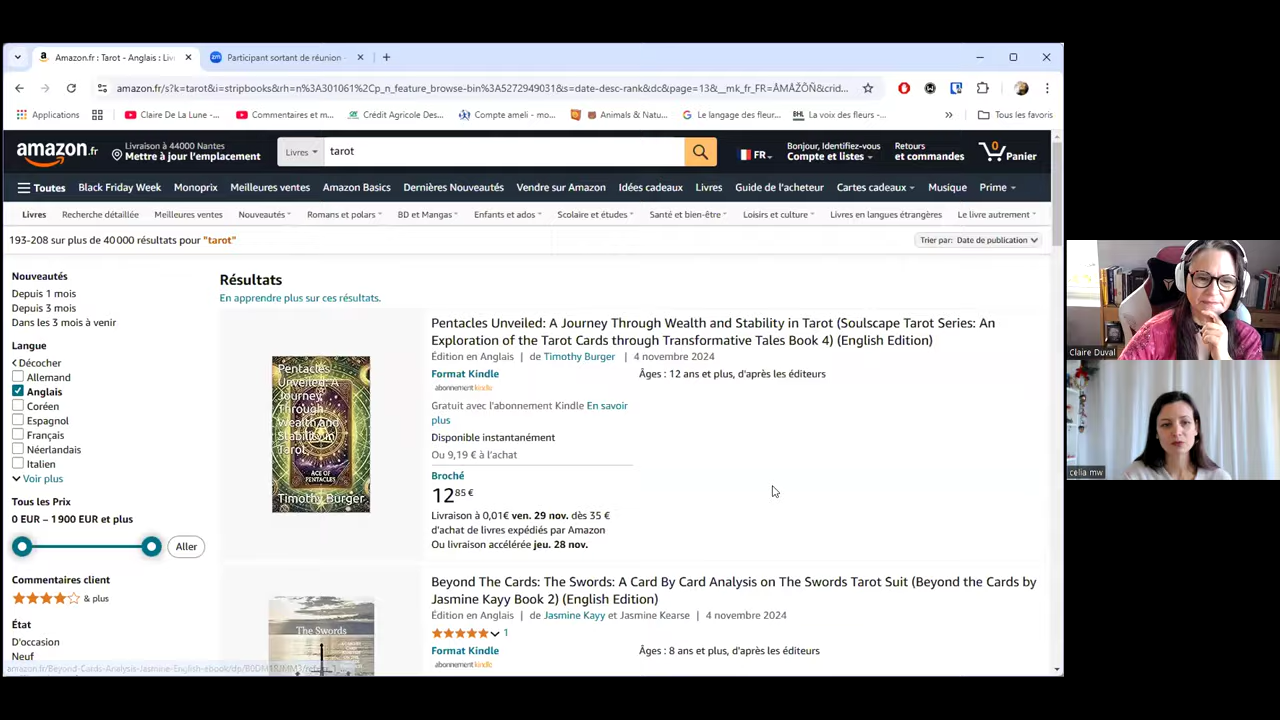 Amazon.fr : Tarot - Anglais : Liv
Participant sortant de réunion
amazon.fr/s?k=tarot&i=stripbooks&rh=n%3A301061%2Cp_n_feature_browse-bin%3A5272949031&s=date-desc-rank&dc&page=13&__mk_fr_FR=ÅMÅŽÕÑ&crid...
Applications
Claire De La Lune - ...
Commentaires et m...
Crédit Agricole Des...
Compte ameli - mo...
Animals & Natu...
Le langage des fleur...
BHL La voix des fleurs -...
» Tous les favoris
amazon.fr
Livraison à 44000 Nantes
Mettre à jour l'emplacement
Livres
tarot
FR
Bonjour, Identifiez-vous
Compte et listes
Retours
et commandes
0
Panier
Toutes Black Friday Week Monoprix Meilleures ventes Amazon Basics Dernières Nouveautés Vendre sur Amazon Idées cadeaux Livres Guide de l'acheteur Cartes cadeaux Musique Prime
Livres Recherche détaillée Meilleures ventes Nouveautés Romans et polars BD et Mangas Enfants et ados Scolaire et études Santé et bien-être Loisirs et culture Livres en langues étrangères Le livre autrement
193-208 sur plus de 40 000 résultats pour "tarot"
Trier par: Date de publication
Nouveautés
Depuis 1 mois
Depuis 3 mois
Dans les 3 mois à venir
Langue
Décocher
Allemand
Anglais
Coréen
Espagnol
Français
Néerlandais
Italien
Voir plus
Tous les Prix
0 EUR – 1 900 EUR et plus
Aller
Commentaires client
& plus
État
D'occasion
Neuf
Résultats
En apprendre plus sur ces résultats.
Pentacles Unveiled: A
Journey Through
Wealth and
Stability in
Tarot
ACE OF
PENTACLES
Timothy Burger
Pentacles Unveiled: A Journey Through Wealth and Stability in Tarot (Soulscape Tarot Series: An
Exploration of the Tarot Cards through Transformative Tales Book 4) (English Edition)
Édition en Anglais | de Timothy Burger | 4 novembre 2024
Format Kindle
abonnement kindle
Gratuit avec l'abonnement Kindle En savoir
plus
Disponible instantanément
Ou 9,19 € à l'achat
Âges : 12 ans et plus, d'après les éditeurs
Broché
12,85 €
Livraison à 0,01€ ven. 29 nov. dès 35 €
d'achat de livres expédiés par Amazon
Ou livraison accélérée jeu. 28 nov.
The Swords
Beyond The Cards: The Swords: A Card By Card Analysis on The Swords Tarot Suit (Beyond the Cards by
Jasmine Kayy Book 2) (English Edition)
Édition en Anglais | de Jasmine Kayy et Jasmine Kearse | 4 novembre 2024
1
Format Kindle
abonnement kindle
Âges : 8 ans et plus, d'après les éditeurs
Claire Duval
celia mw